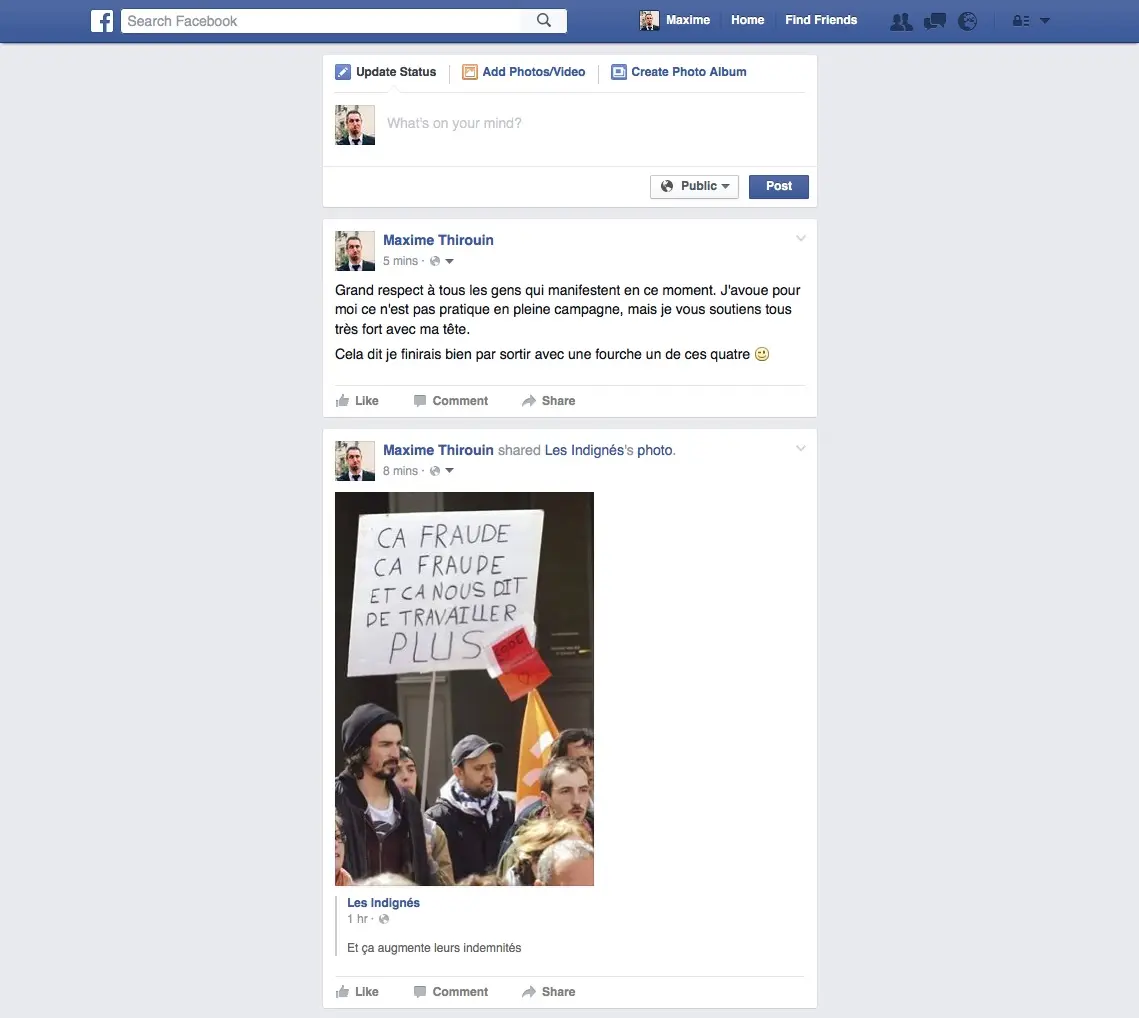 Search Facebook
Maxime
Home
Find Friends
Update Status
Add Photos/Video
Create Photo Album
What's on your mind?
Public
Post
Maxime Thirouin
5 mins ·
Grand respect à tous les gens qui manifestent en ce moment. J'avoue pour
moi ce n'est pas pratique en pleine campagne, mais je vous soutiens tous
très fort avec ma tête.
Cela dit je finirais bien par sortir avec une fourche un de ces quatre
Like
Comment
Share
Maxime Thirouin shared Les Indignés's photo.
8 mins ·
CA FRAUDE
CA FRAUDE
ET CA NOUS DIT
DE TRAVAILLER
PLUS
Les Indignés
1 hr ·
Et ça augmente leurs indemnités
Like
Comment
Share